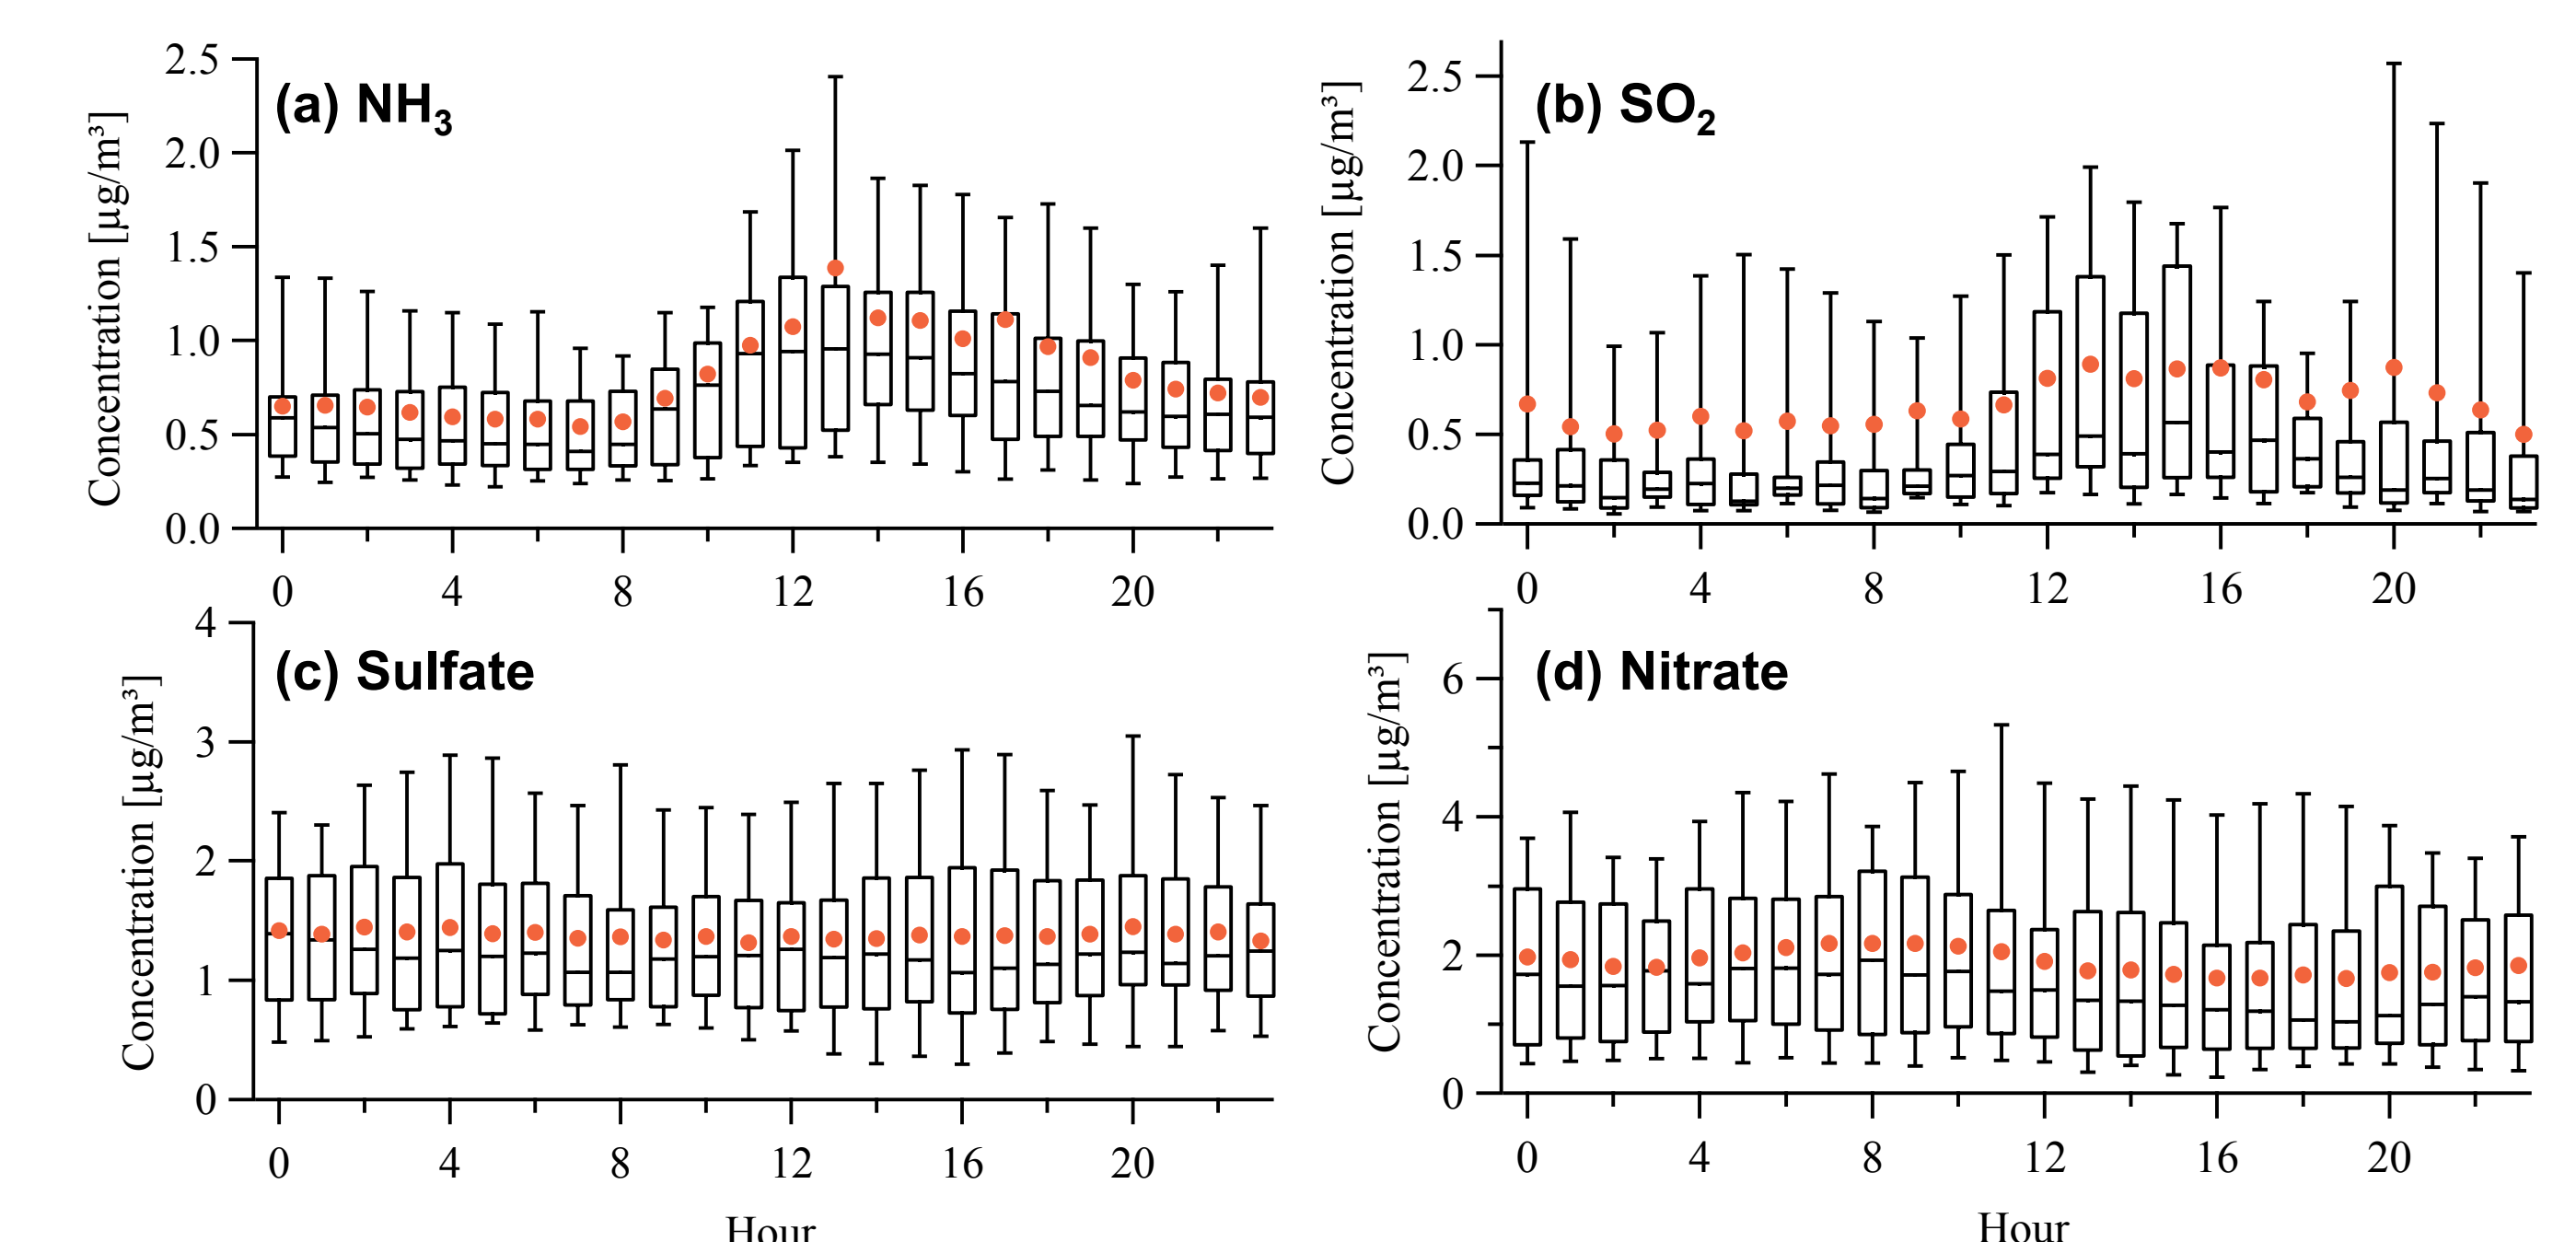 (a) NH₃
Concentration [µg/m³]
2.5
2.0
1.5
1.0
0.5
0.0
0 4 8 12 16 20
(b) SO₂
Concentration [µg/m³]
2.5
2.0
1.5
1.0
0.5
0.0
0 4 8 12 16 20
(c) Sulfate
Concentration [µg/m³]
4
3
2
1
0
0 4 8 12 16 20
Hour
(d) Nitrate
Concentration [µg/m³]
6
4
2
0
0 4 8 12 16 20
Hour